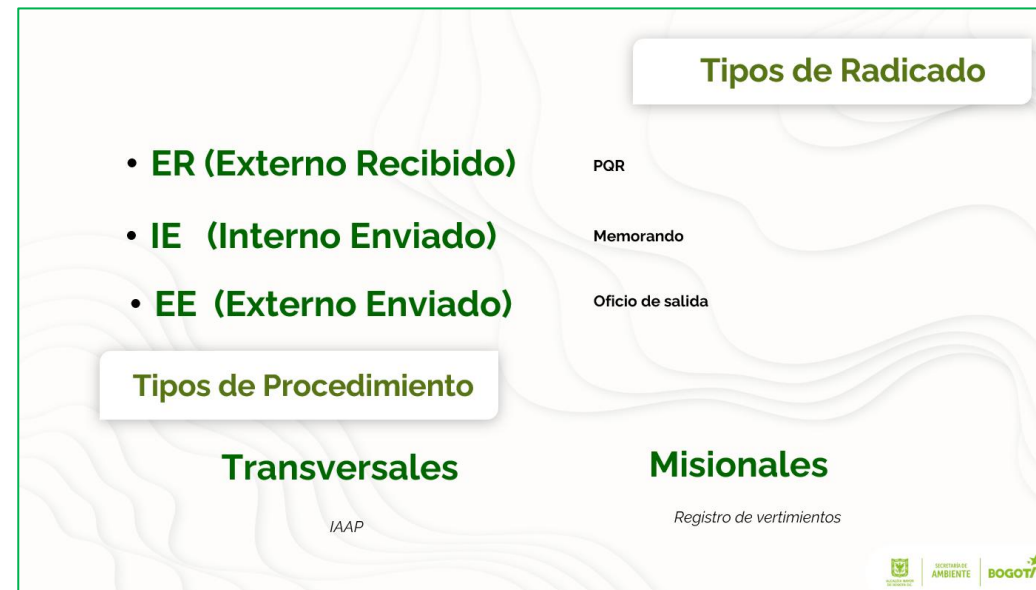 Tipos de Radicado
• ER (Externo Recibido) PQR
• IE (Interno Enviado) Memorando
• EE (Externo Enviado) Oficio de salida
Tipos de Procedimiento
Transversales Misionales
IAAP Registro de vertimientos
SECRETARÍA DE
AMBIENTE